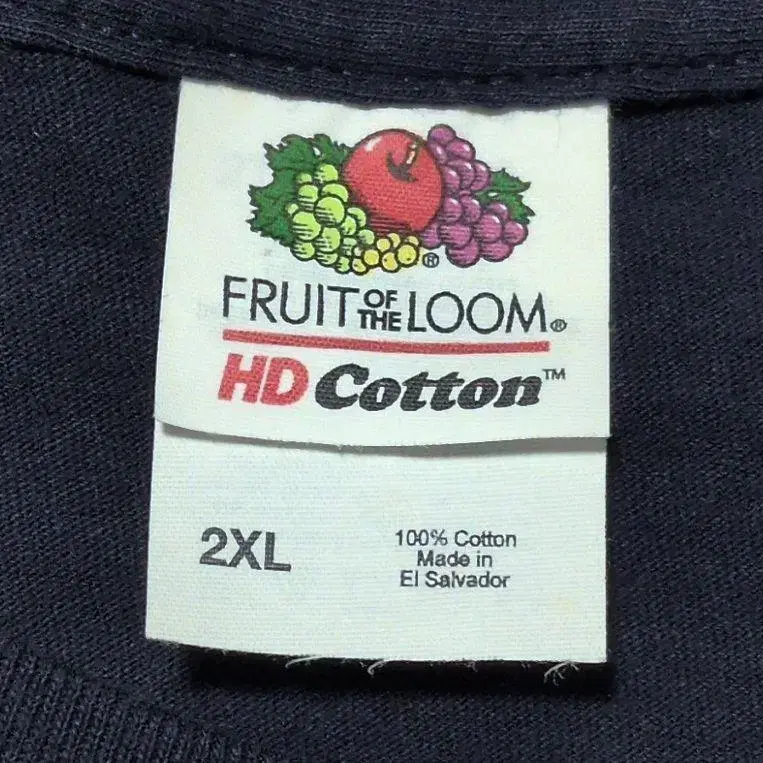 ®
FRUIT OF THE LOOM®
HD Cotton™
2XL
100% Cotton
Made in
El Salvador